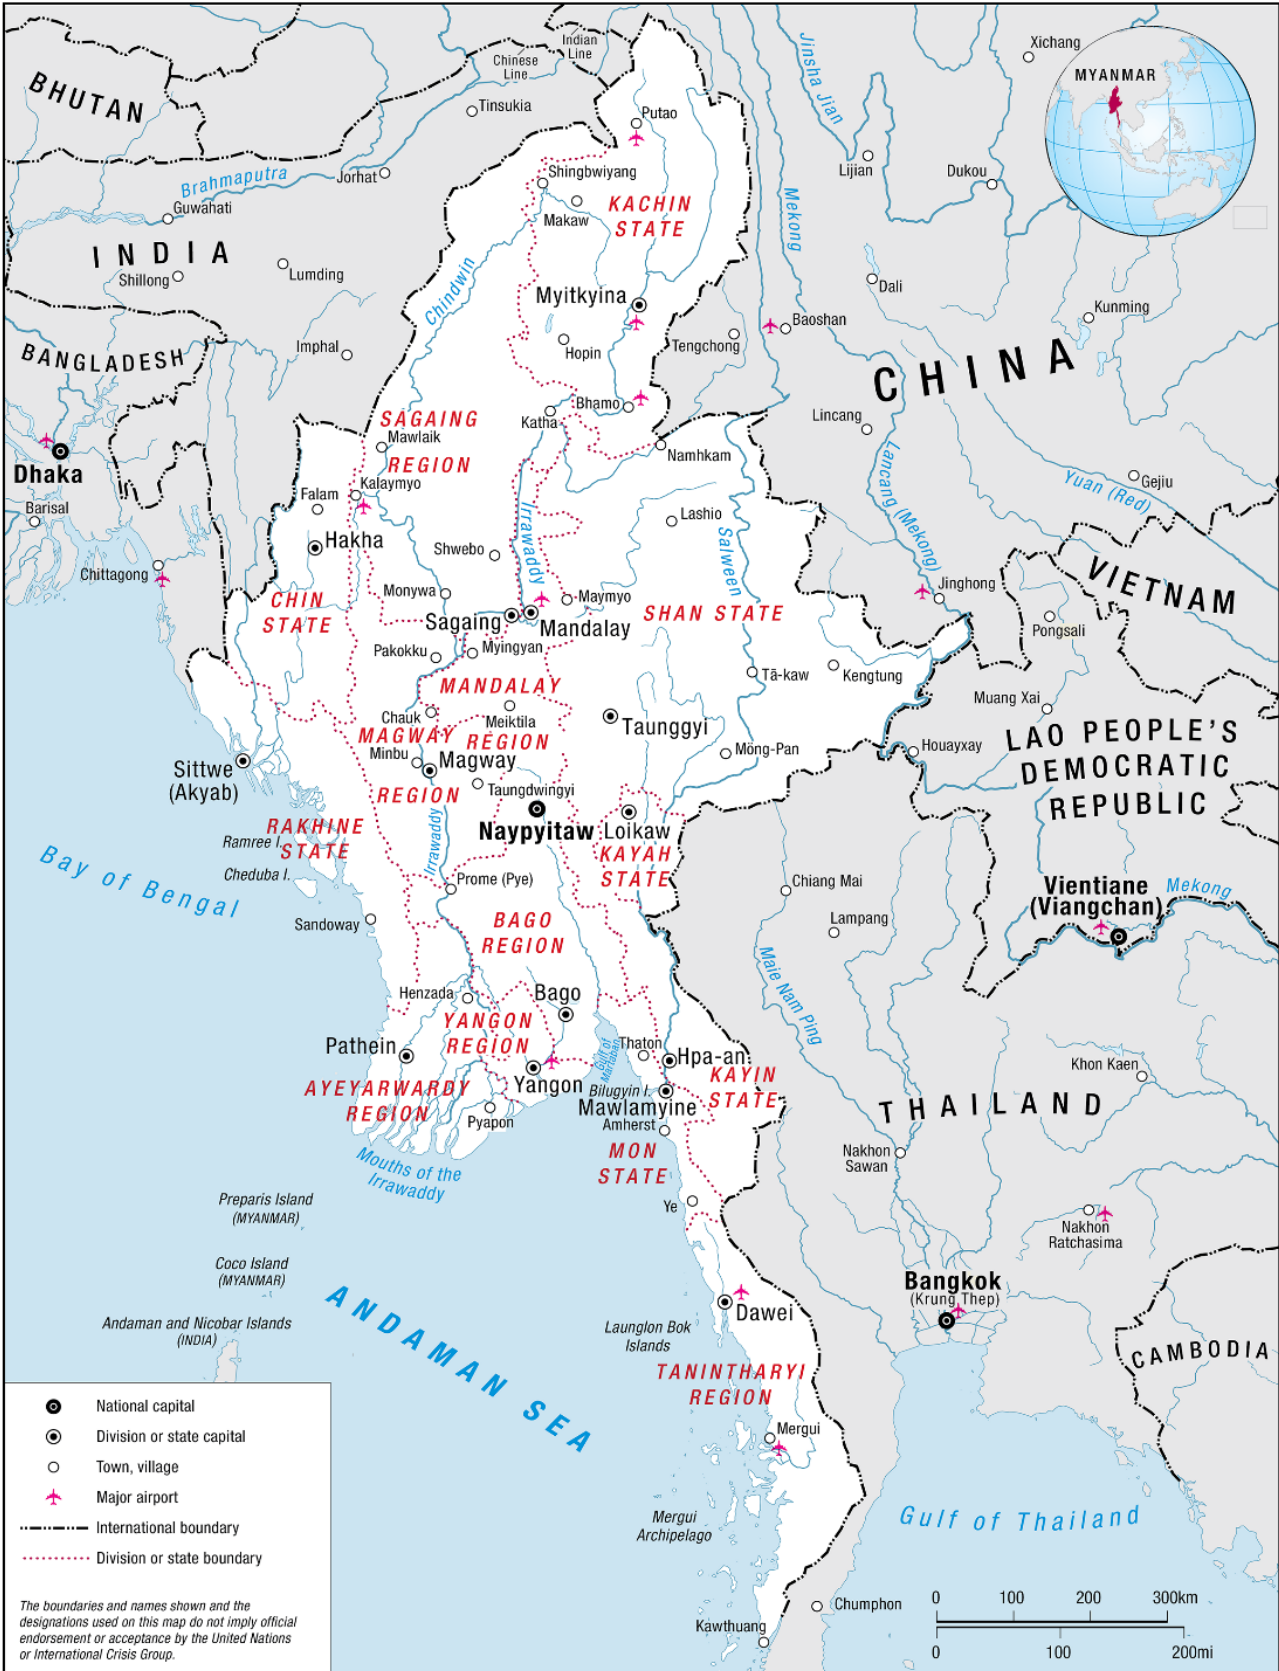 Indian
Line
Chinese
Line
Xichang
Jinsha Jian
MYANMAR
BHUTAN
Tinsukia
Putao
Lijian
Dukou
Brahmaputra
Jorhat
Shingbwiyang
Guwahati
Makaw
KACHIN
STATE
Mekong
INDIA
Shillong
Lumding
Chindwin
Myitkyina
Dali
Kunming
Baoshan
BANGLADESH
Imphal
Hopin
Tengchong
CHINA
Bhamo
Katha
Lincang
SAGAING
REGION
Mawlaik
Namhkam
Dhaka
Lancang (Mekong)
Yuan (Red)
Gejiu
Kalaymyo
Falam
Barisal
Irrawaddy
Lashio
Salween
Hakha
Shwebo
Chittagong
Jinghong
VIETNAM
CHIN
STATE
Monywa
Maymyo
SHAN STATE
Sagaing
Mandalay
Pongsali
Pakokku
Myingyan
Tā-kaw
Kengtung
MANDALAY
REGION
Muang Xai
Chauk
Meiktila
Taunggyi
MAGWAY
REGION
LAO PEOPLE'S
DEMOCRATIC
REPUBLIC
Minbu
Magway
Möng-Pan
Houayxay
Sittwe
(Akyab)
Taungdwingyi
Naypyitaw
Loikaw
RAKHINE
STATE
Ramree I.
Irrawaddy
KAYAH
STATE
Cheduba I.
Bay of Bengal
Prome (Pye)
Chiang Mai
Vientiane
(Viangchan)
Mekong
Sandoway
BAGO
REGION
Lampang
Maie Nam Ping
Henzada
Bago
YANGON
REGION
Pathein
Gulf of
Martaban
Thaton
Hpa-an
Khon Kaen
AYEYARWARDY
REGION
Yangon
KAYIN
STATE
Bilugyin I.
Mawlamyine
Amherst
Pyapon
THAILAND
MON
STATE
Mouths of the
Irrawaddy
Nakhon
Sawan
Preparis Island
(MYANMAR)
Ye
Nakhon
Ratchasima
Coco Island
(MYANMAR)
Bangkok
(Krung Thep)
ANDAMAN SEA
Dawei
Andaman and Nicobar Islands
(INDIA)
Launglon Bok
Islands
CAMBODIA
TANINTHARYI
REGION
Mergui
Mergui
Archipelago
Gulf of Thailand
Chumphon
Kawthuang
National capital
Division or state capital
Town, village
Major airport
International boundary
Division or state boundary
The boundaries and names shown and the
designations used on this map do not imply official
endorsement or acceptance by the United Nations
or International Crisis Group.
0 100 200 300km
0 100 200mi